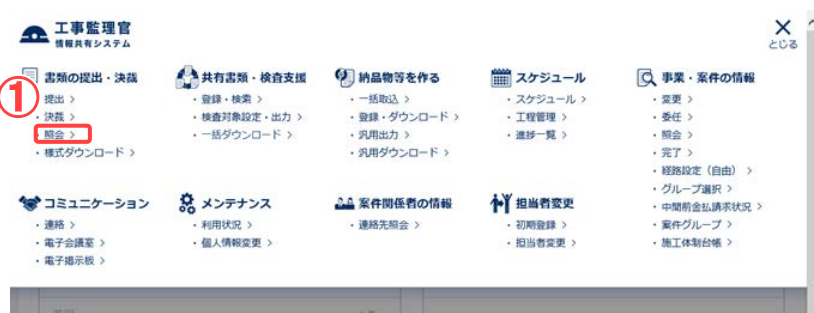 工事監理官
情報共有システム
とじる
①
書類の提出・決裁
・提出
・決裁
・照会
・様式ダウンロード
共有書類・検査支援
・登録・検索
・検査対象設定・出力
・一括ダウンロード
納品物等を作る
・一括取込
・登録・ダウンロード
・汎用出力
・汎用ダウンロード
スケジュール
・スケジュール
・工程管理
・進捗一覧
事業・案件の情報
・変更
・委任
・照会
・完了
・経路設定（自由）
・グループ選択
・中間前金払請求状況
・案件グループ
・施工体制台帳
コミュニケーション
・連絡
・電子会議室
・電子掲示板
メンテナンス
・利用状況
・個人情報変更
案件関係者の情報
・連絡先照会
担当者変更
・初期登録
・担当者変更